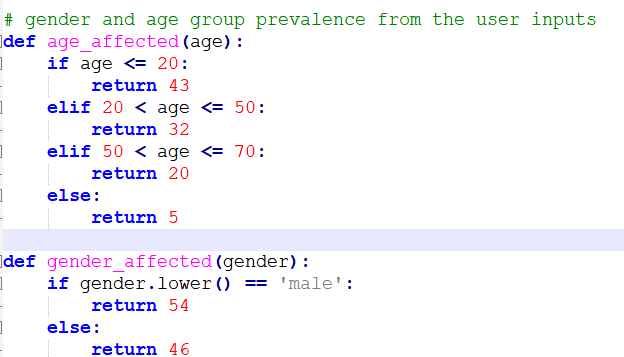 # gender and age group prevalence from the user inputs
def age_affected(age):
    if age <= 20:
        return 43
    elif 20 < age <= 50:
        return 32
    elif 50 < age <= 70:
        return 20
    else:
        return 5
def gender_affected(gender):
    if gender.lower() == 'male':
        return 54
    else:
        return 46